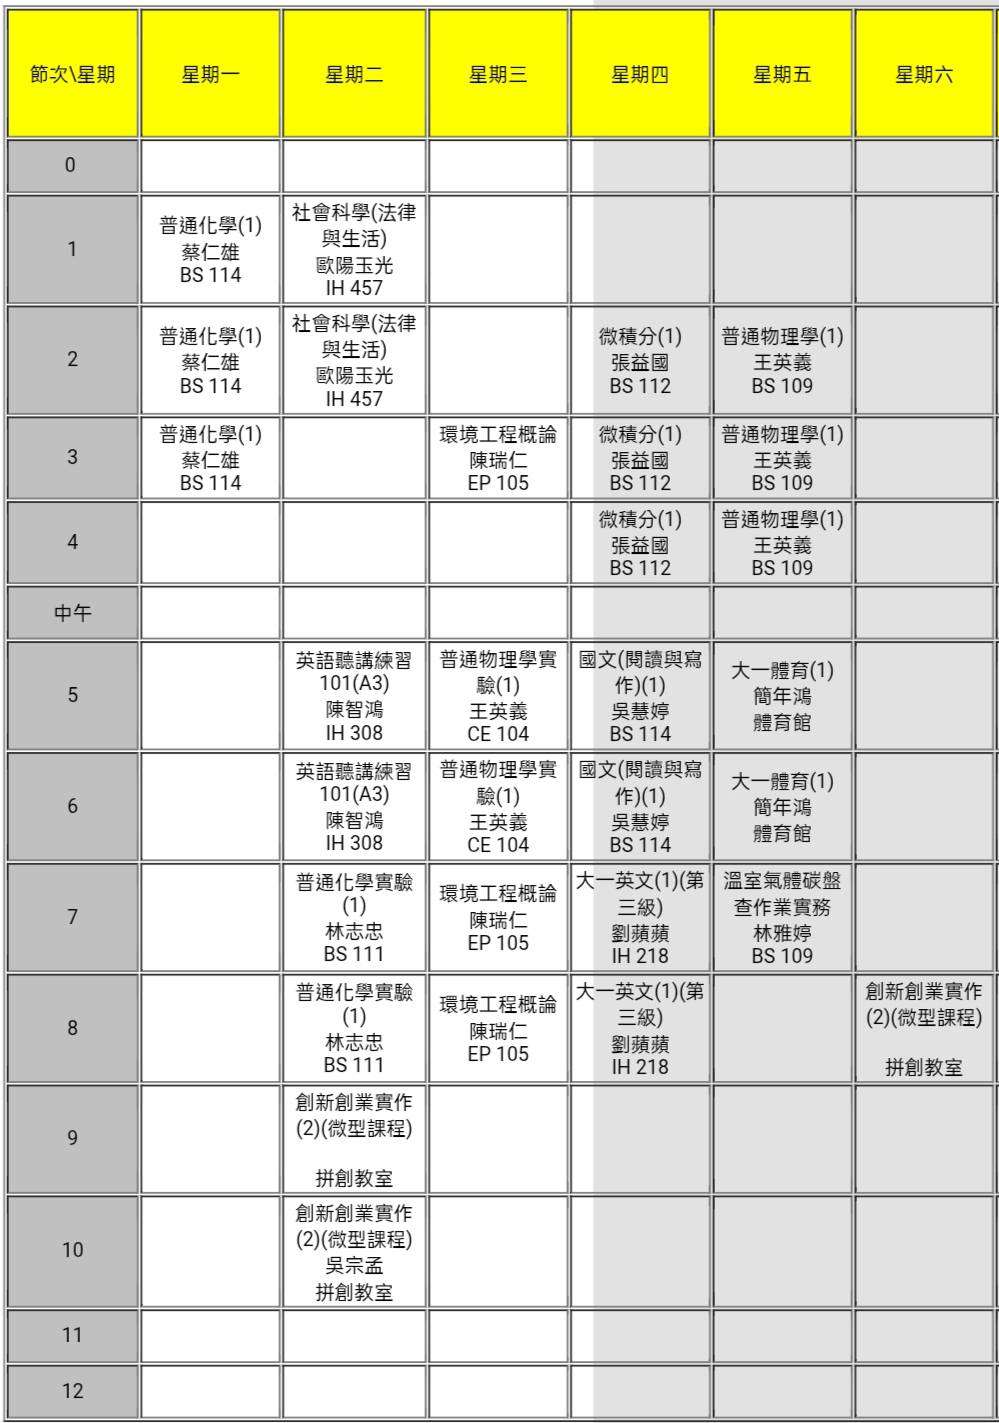 節次\星期 星期一 星期二 星期三 星期四 星期五 星期六
0
1
普通化學(1)
蔡仁雄
BS 114
社會科學(法律
與生活)
歐陽玉光
IH 457
2
普通化學(1)
蔡仁雄
BS 114
社會科學(法律
與生活)
歐陽玉光
IH 457
微積分(1)
張益國
BS 112
普通物理學(1)
王英義
BS 109
3
普通化學(1)
蔡仁雄
BS 114
環境工程概論
陳瑞仁
EP 105
微積分(1)
張益國
BS 112
普通物理學(1)
王英義
BS 109
4
微積分(1)
張益國
BS 112
普通物理學(1)
王英義
BS 109
中午
5
英語聽講練習
101(A3)
陳智鴻
IH 308
普通物理學實
驗(1)
王英義
CE 104
國文(閱讀與寫
作)(1)
吳慧婷
BS 114
大一體育(1)
簡年鴻
體育館
6
英語聽講練習
101(A3)
陳智鴻
IH 308
普通物理學實
驗(1)
王英義
CE 104
國文(閱讀與寫
作)(1)
吳慧婷
BS 114
大一體育(1)
簡年鴻
體育館
7
普通化學實驗
(1)
林志忠
BS 111
環境工程概論
陳瑞仁
EP 105
大一英文(1)(第
三級)
劉蘋蘋
IH 218
溫室氣體碳盤
查作業實務
林雅婷
BS 109
8
普通化學實驗
(1)
林志忠
BS 111
環境工程概論
陳瑞仁
EP 105
大一英文(1)(第
三級)
劉蘋蘋
IH 218
創新創業實作
(2)(微型課程)
拼創教室
9
創新創業實作
(2)(微型課程)
拼創教室
10
創新創業實作
(2)(微型課程)
吳宗孟
拼創教室
11
12